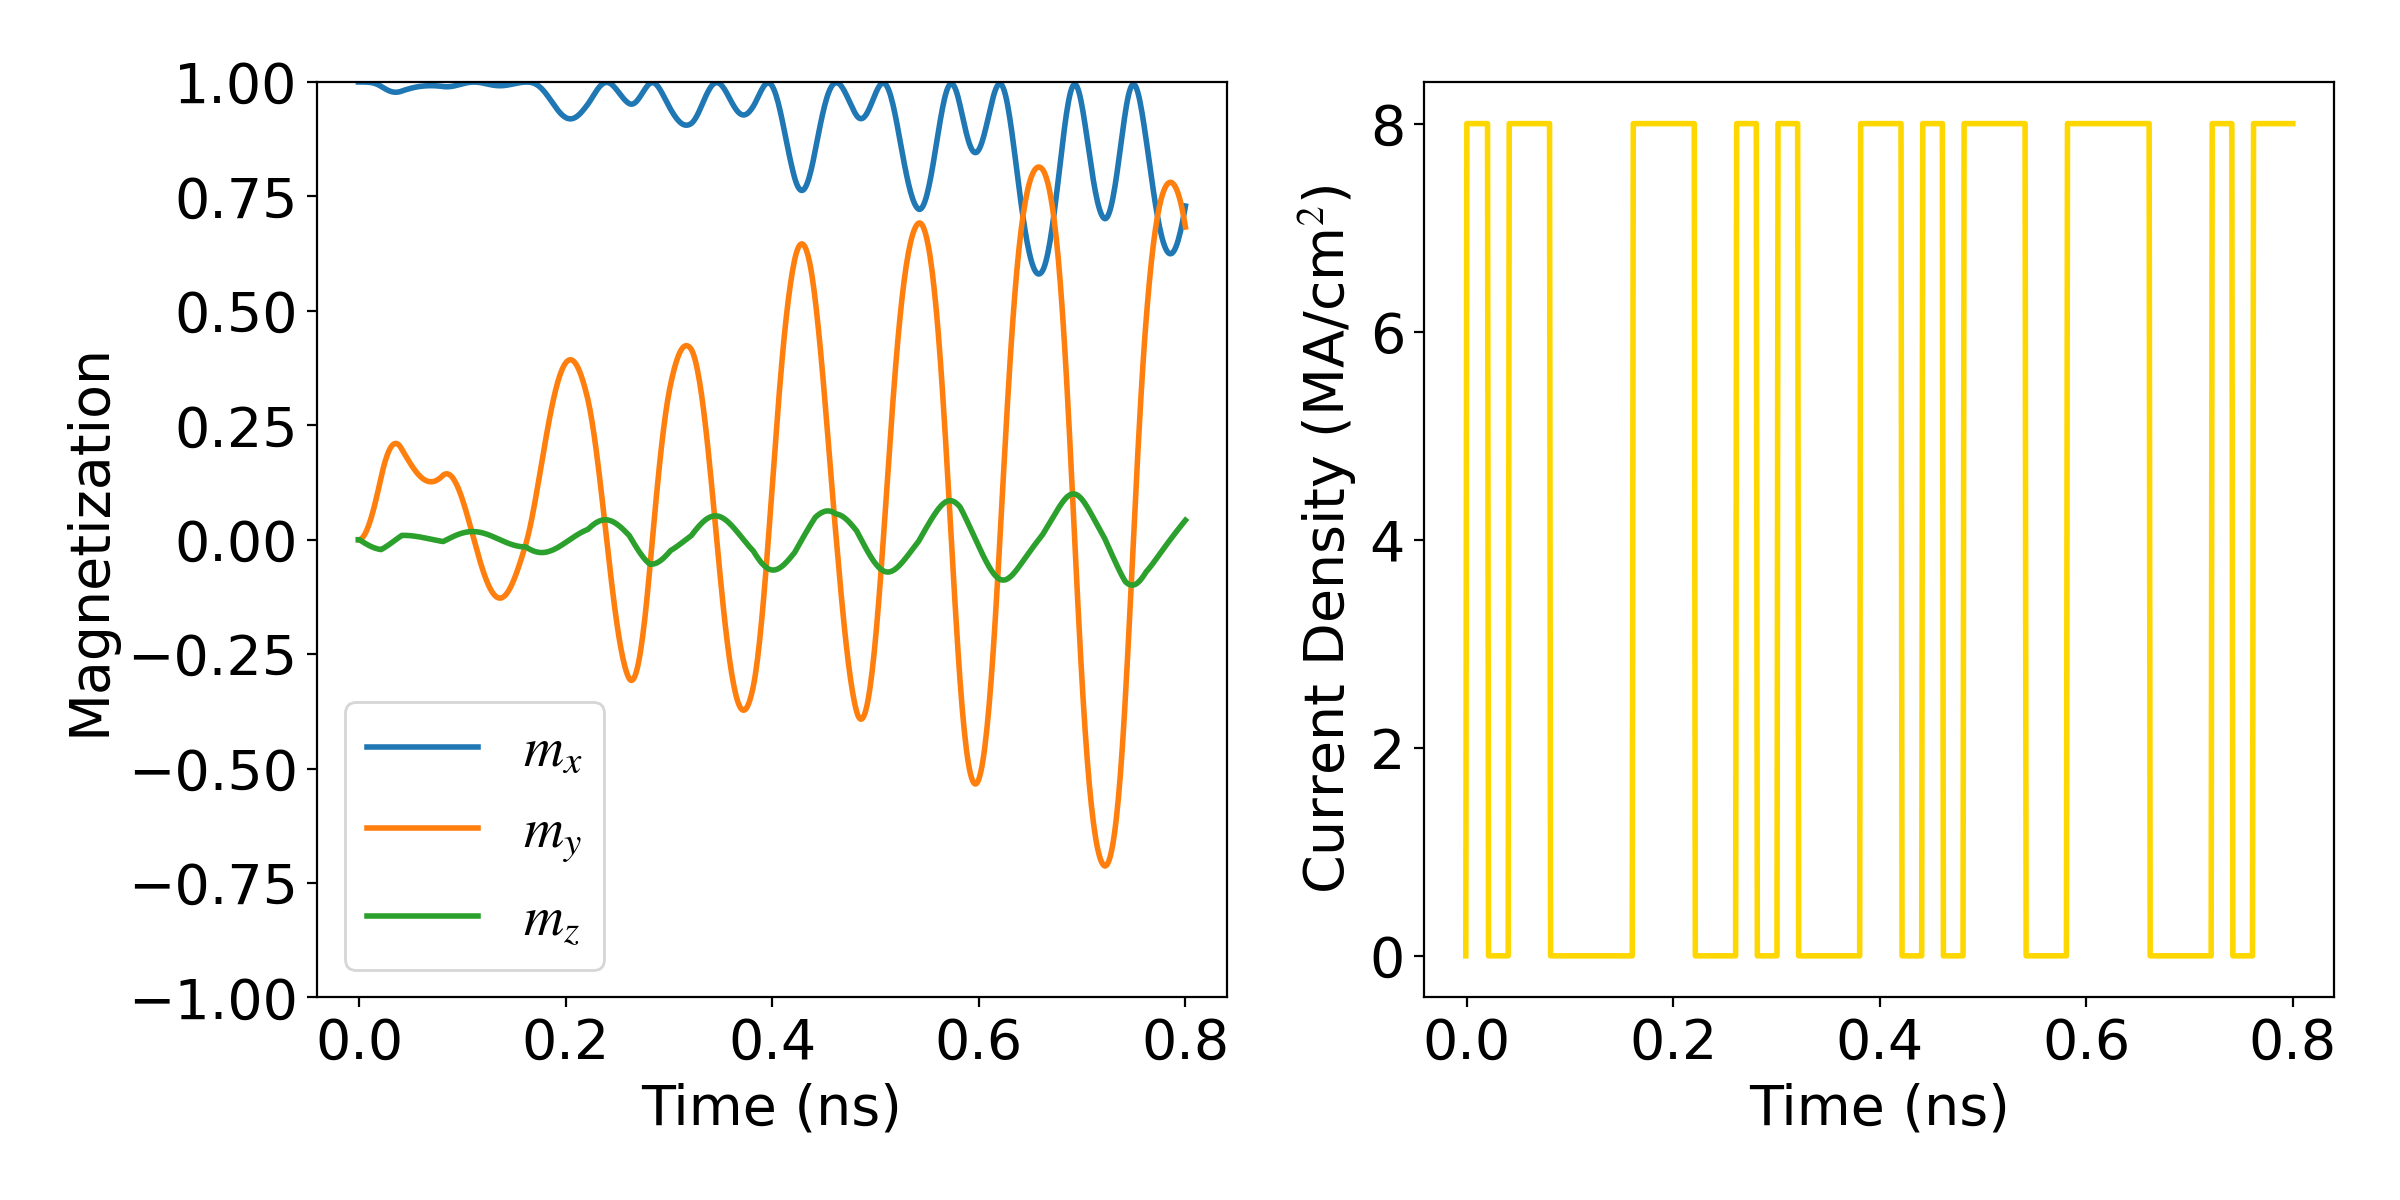 Magnetization
1.00
0.75
0.50
0.25
0.00
−0.25
−0.50
−0.75
−1.00
0.0 0.2 0.4 0.6 0.8
Time (ns)
m_x
m_y
m_z
Current Density (MA/cm²)
8
6
4
2
0
0.0 0.2 0.4 0.6 0.8
Time (ns)